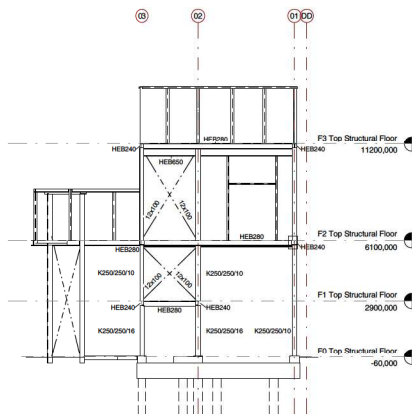 03 02 01 DD
HEB280
F3 Top Structural Floor
HEB240 HEB240
11200,000
HEB650
12x100 12x100
HEB280
F2 Top Structural Floor
HEB280 HEB240
6100,000
K250/250/10 K250/250/10
12x100 12x100
F1 Top Structural Floor
2900,000
HEB240 HEB280 HEB240
K250/250/16 K250/250/16 K250/250/10
F0 Top Structural Floor
-60,000